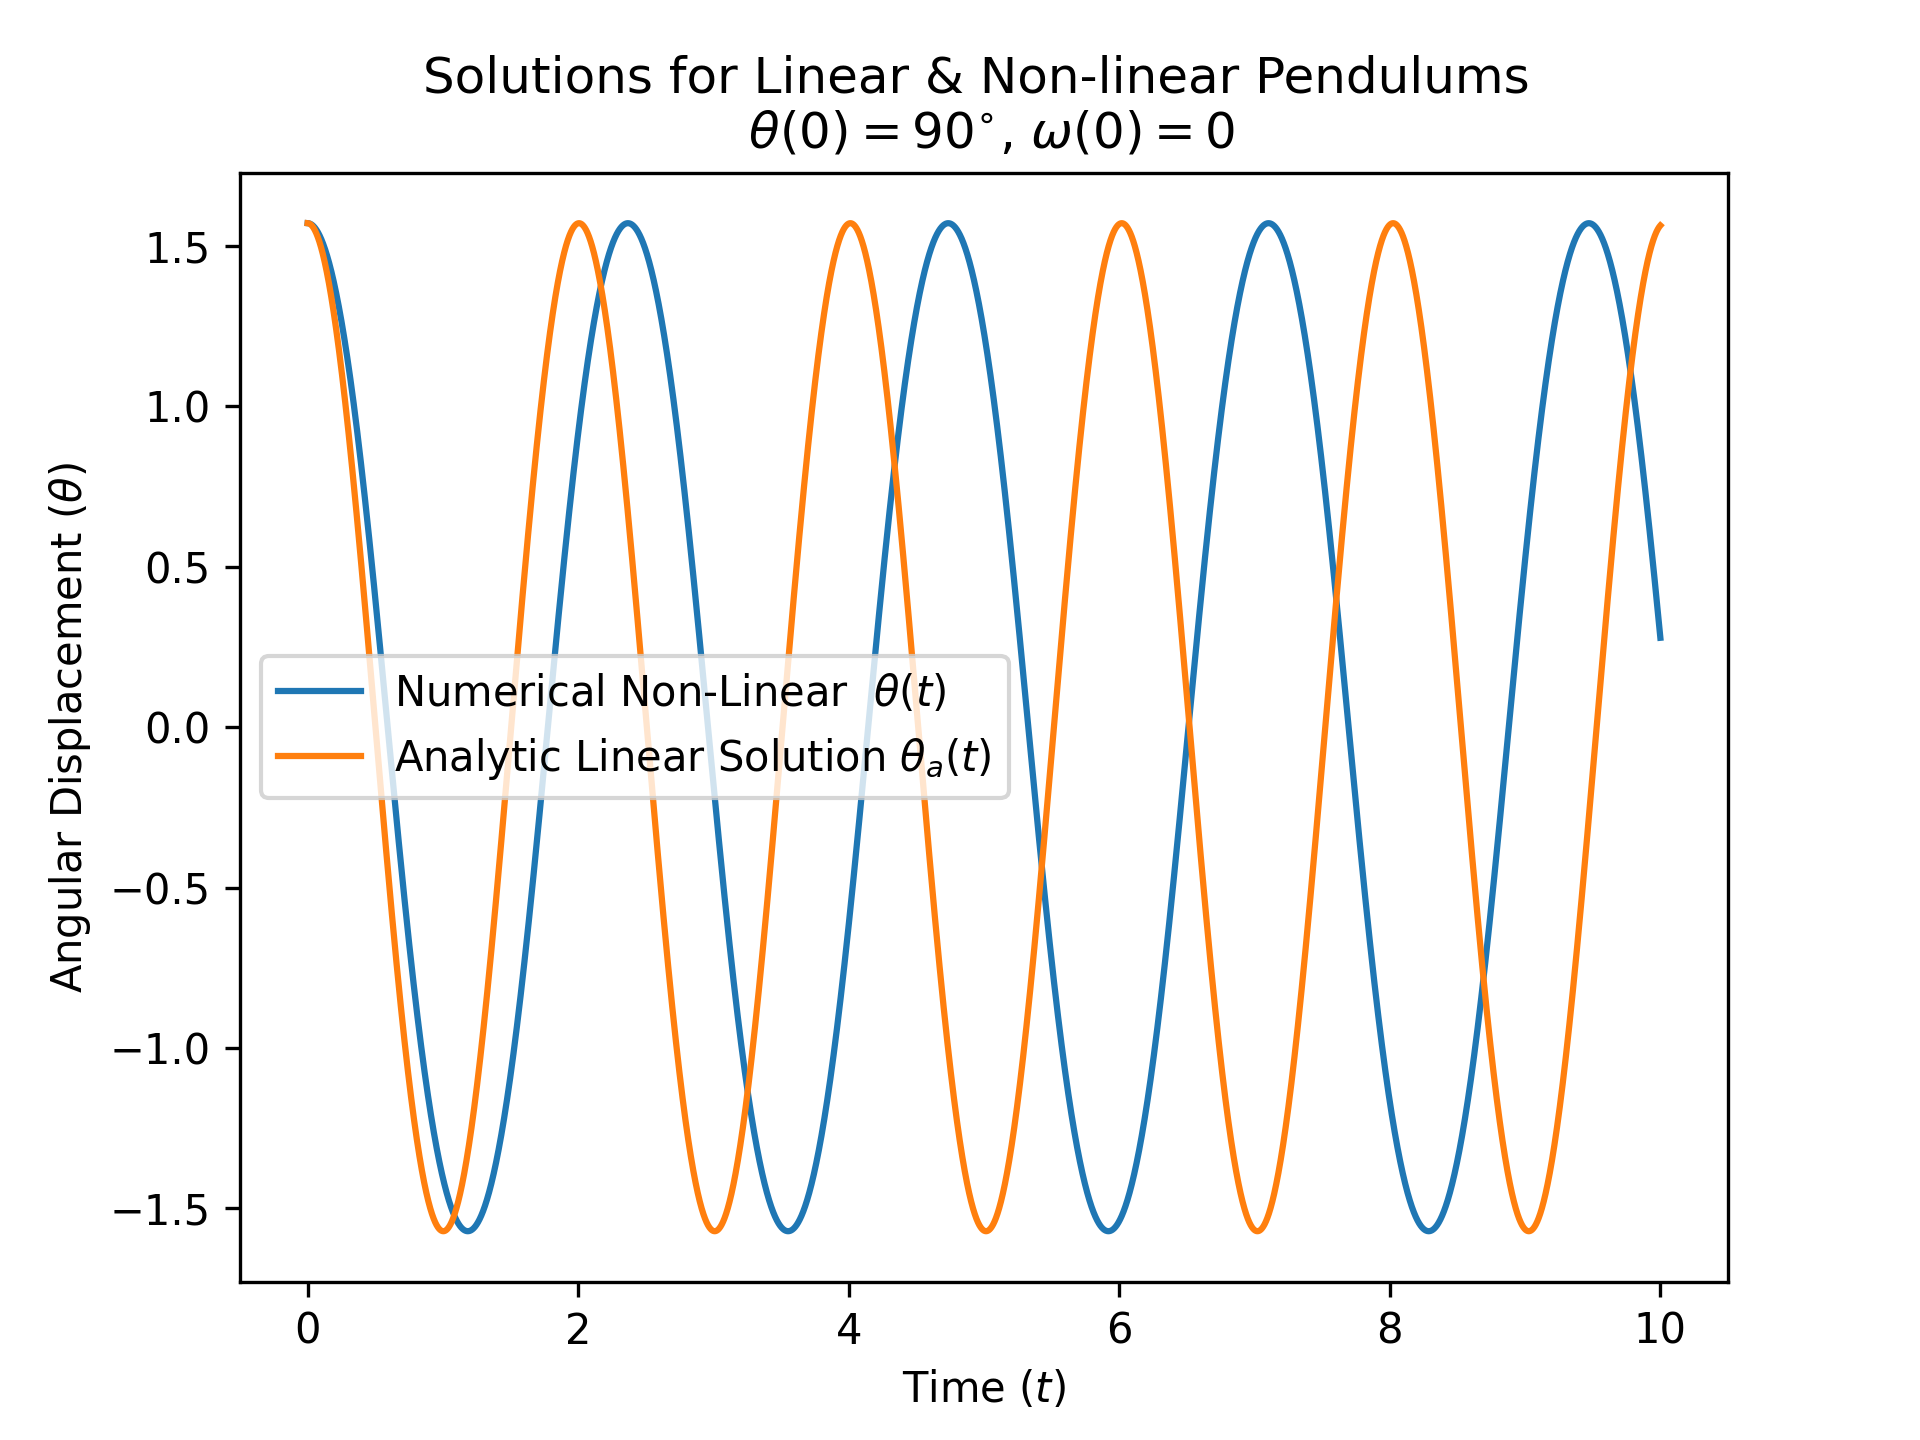 Solutions for Linear & Non-linear Pendulums
θ(0) = 90°, ω(0) = 0
Angular Displacement (θ)
1.5
1.0
0.5
0.0
−0.5
−1.0
−1.5
Numerical Non-Linear θ(t)
Analytic Linear Solution θₐ(t)
0 2 4 6 8 10
Time (t)